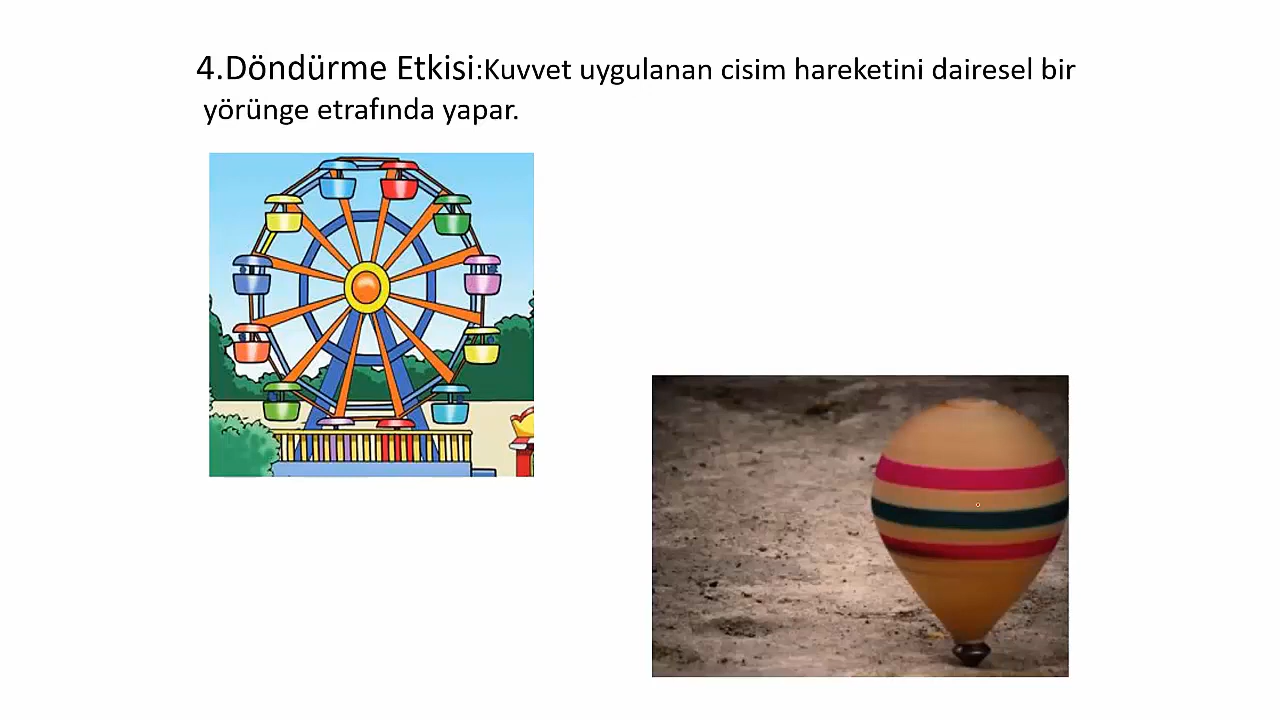 4.Döndürme Etkisi:Kuvvet uygulanan cisim hareketini dairesel bir
yörünge etrafında yapar.